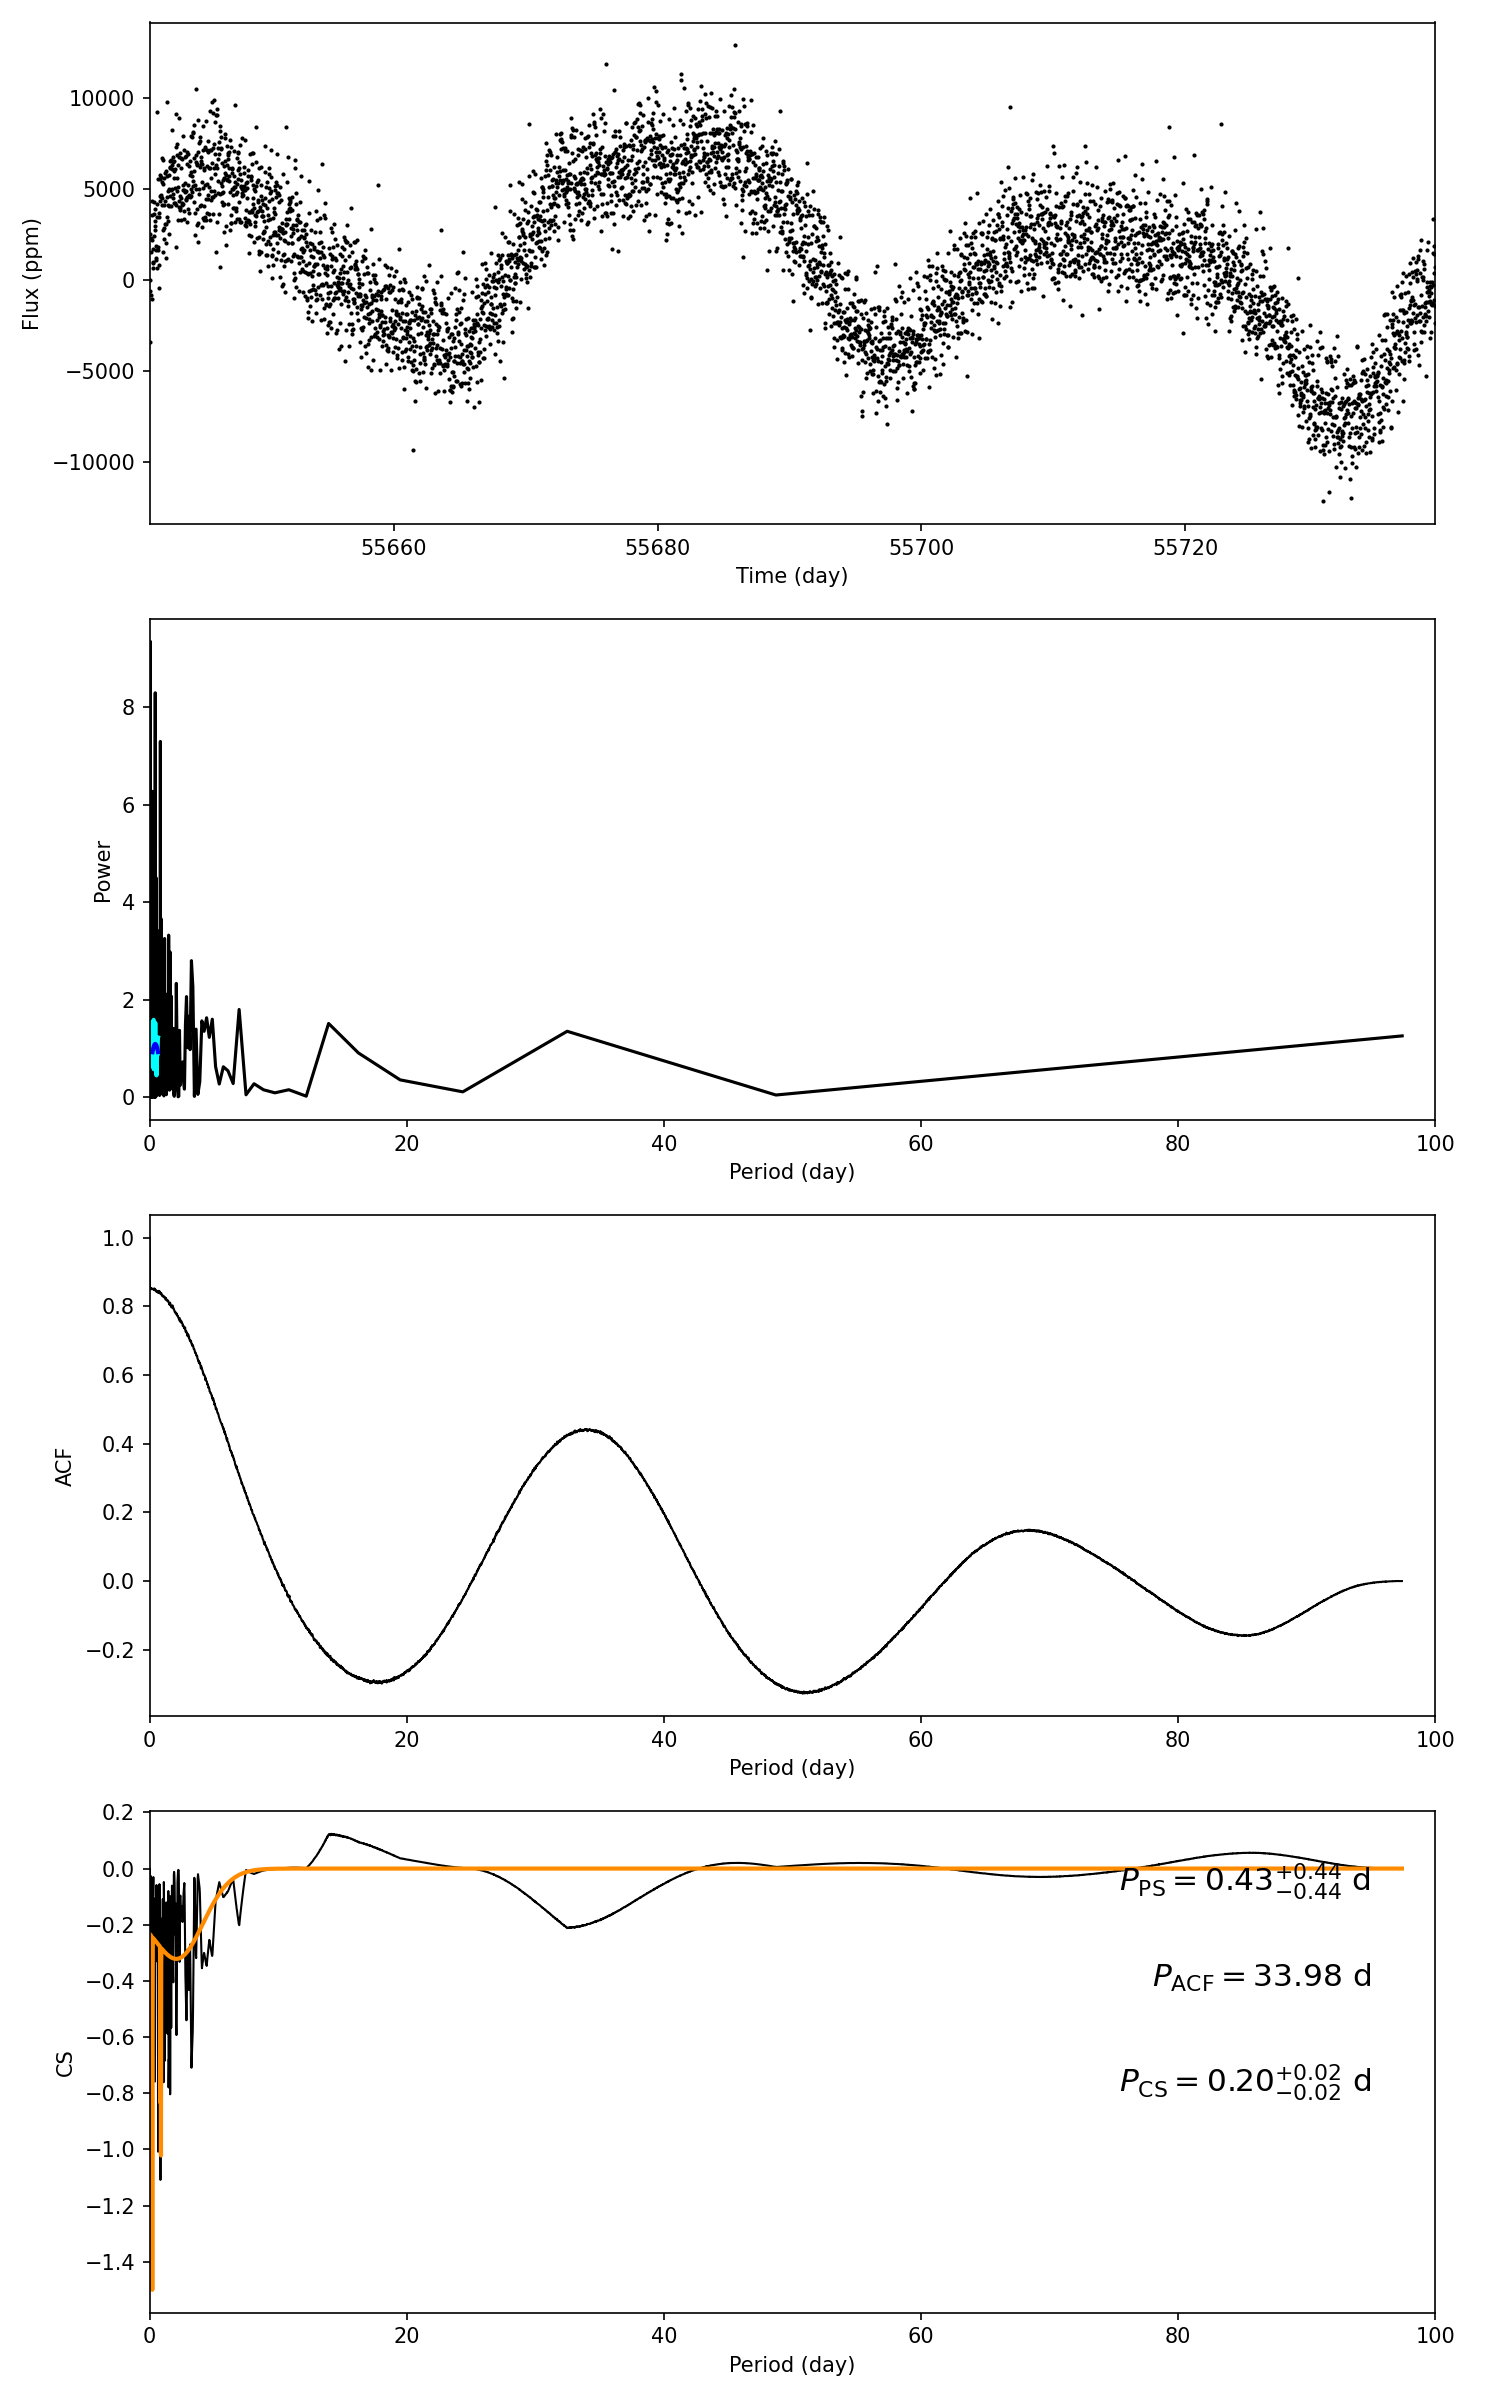 10000
5000
0
−5000
−10000
Flux (ppm)
55660 55680 55700 55720
Time (day)
8
6
4
2
0
Power
0 20 40 60 80 100
Period (day)
1.0
0.8
0.6
0.4
0.2
0.0
−0.2
ACF
0 20 40 60 80 100
Period (day)
0.2
0.0
−0.2
−0.4
−0.6
−0.8
−1.0
−1.2
−1.4
CS
P_PS = 0.43^{+0.44}_{−0.44} d
P_ACF = 33.98 d
P_CS = 0.20^{+0.02}_{−0.02} d
0 20 40 60 80 100
Period (day)